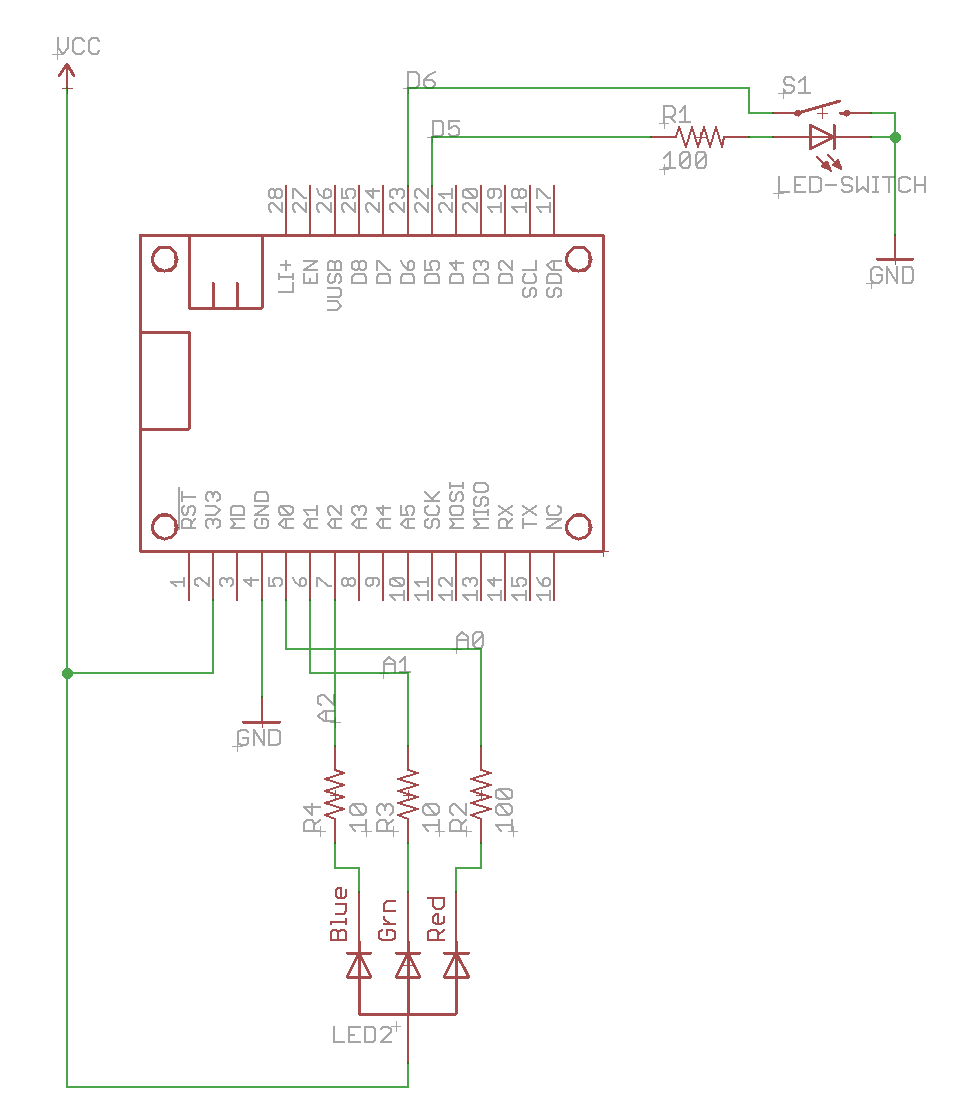 VCC
D6
S1
D5
R1
100
LED-SWITCH
GND
28 27 26 25 24 23 22 21 20 19 18 17
LI+ EN VUSB D8 D7 D6 D5 D4 D3 D2 SCL SDA
RST 3V3 MD GND A0 A1 A2 A3 A4 A5 SCK MOSI MISO RX TX NC
1 2 3 4 5 6 7 8 9 10 11 12 13 14 15 16
A0
A1
A2
GND
R4 10 R3 10 R2 100
Blue Grn Red
LED2